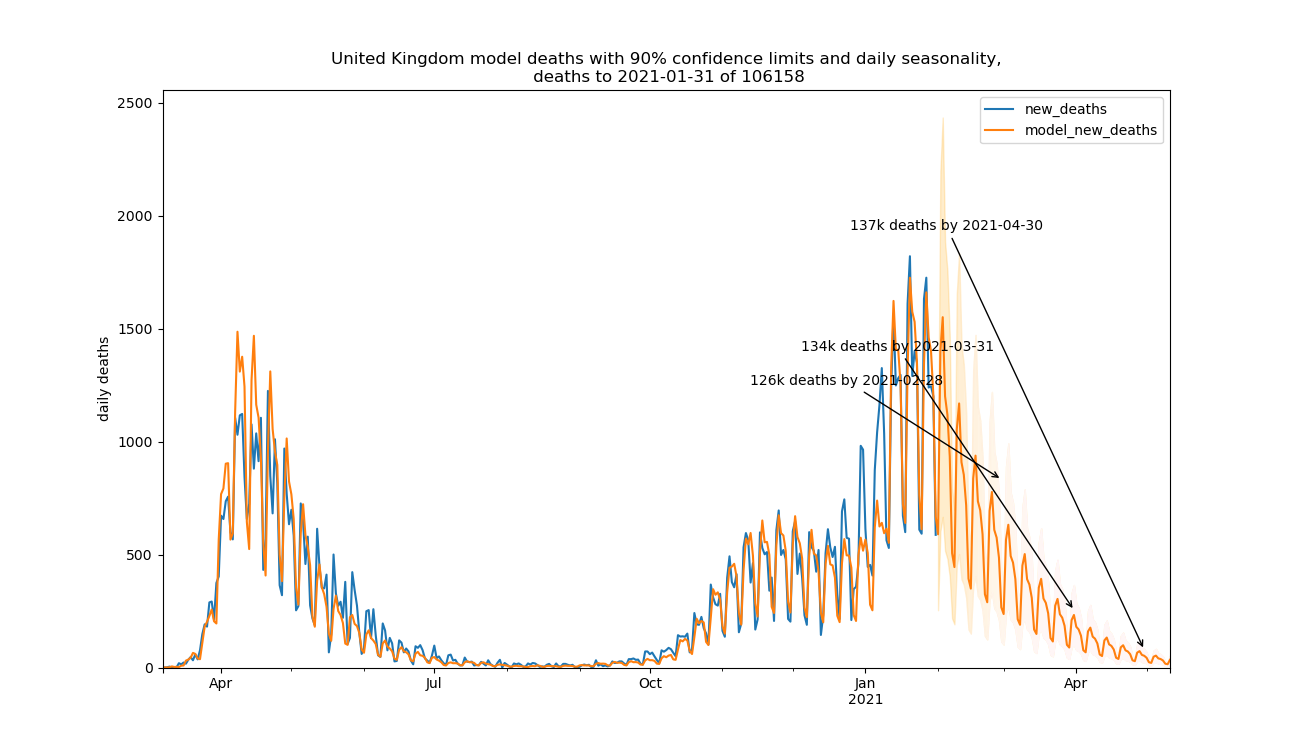 United Kingdom model deaths with 90% confidence limits and daily seasonality,
deaths to 2021-01-31 of 106158
new_deaths
model_new_deaths
daily deaths
2500
2000
1500
1000
500
0
137k deaths by 2021-04-30
134k deaths by 2021-03-31
126k deaths by 2021-02-28
Apr
Jul
Oct
Jan
2021
Apr